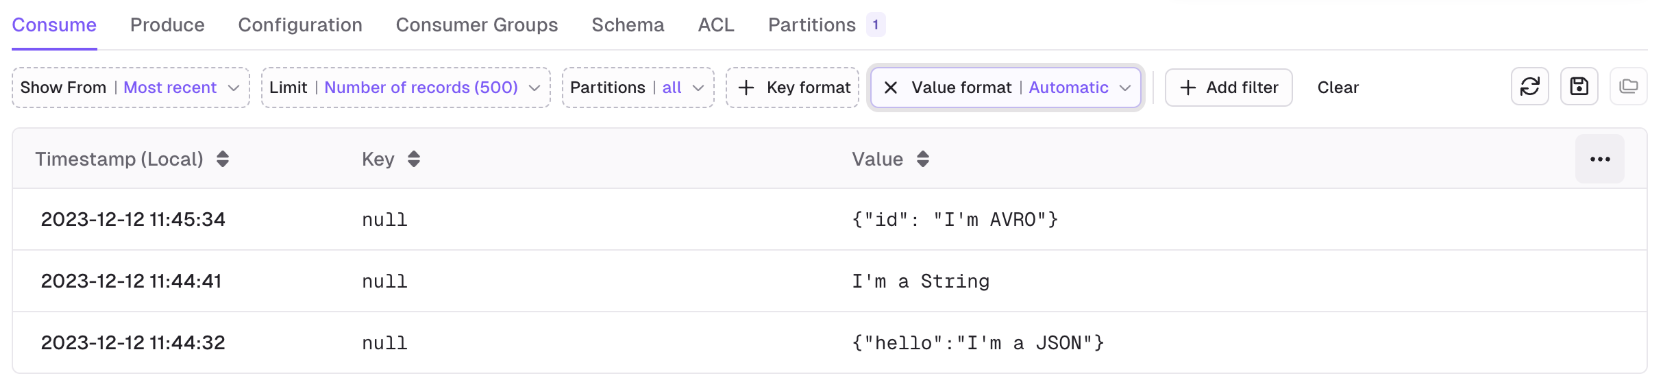 Consume Produce Configuration Consumer Groups Schema ACL Partitions 1
Show From | Most recent Limit | Number of records (500) Partitions | all + Key format × Value format | Automatic + Add filter Clear
Timestamp (Local) Key Value •••
2023-12-12 11:45:34 null {"id": "I'm AVRO"}
2023-12-12 11:44:41 null I'm a String
2023-12-12 11:44:32 null {"hello":"I'm a JSON"}